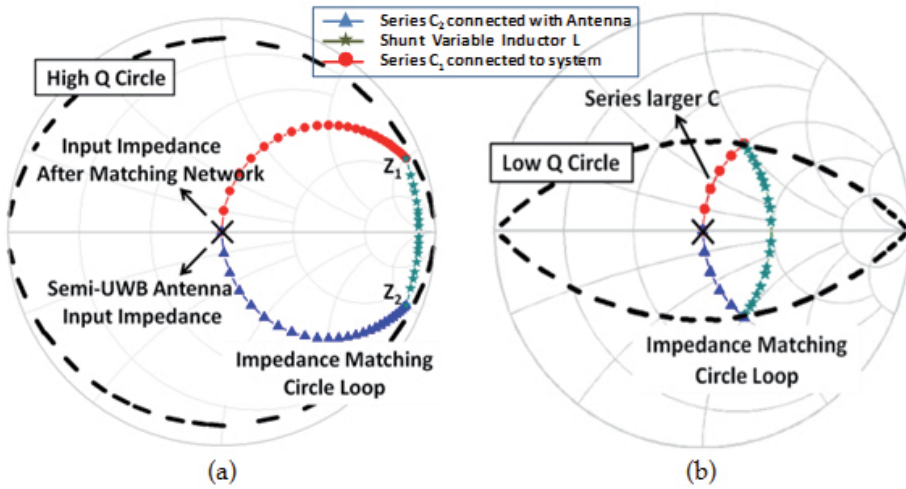 Series C2 connected with Antenna
Shunt Variable Inductor L
Series C1 connected to system
High Q Circle
Input Impedance
After Matching Network
Z1
Semi-UWB Antenna
Input Impedance
Z2
Impedance Matching
Circle Loop
(a)
Series larger C
Low Q Circle
Impedance Matching
Circle Loop
(b)